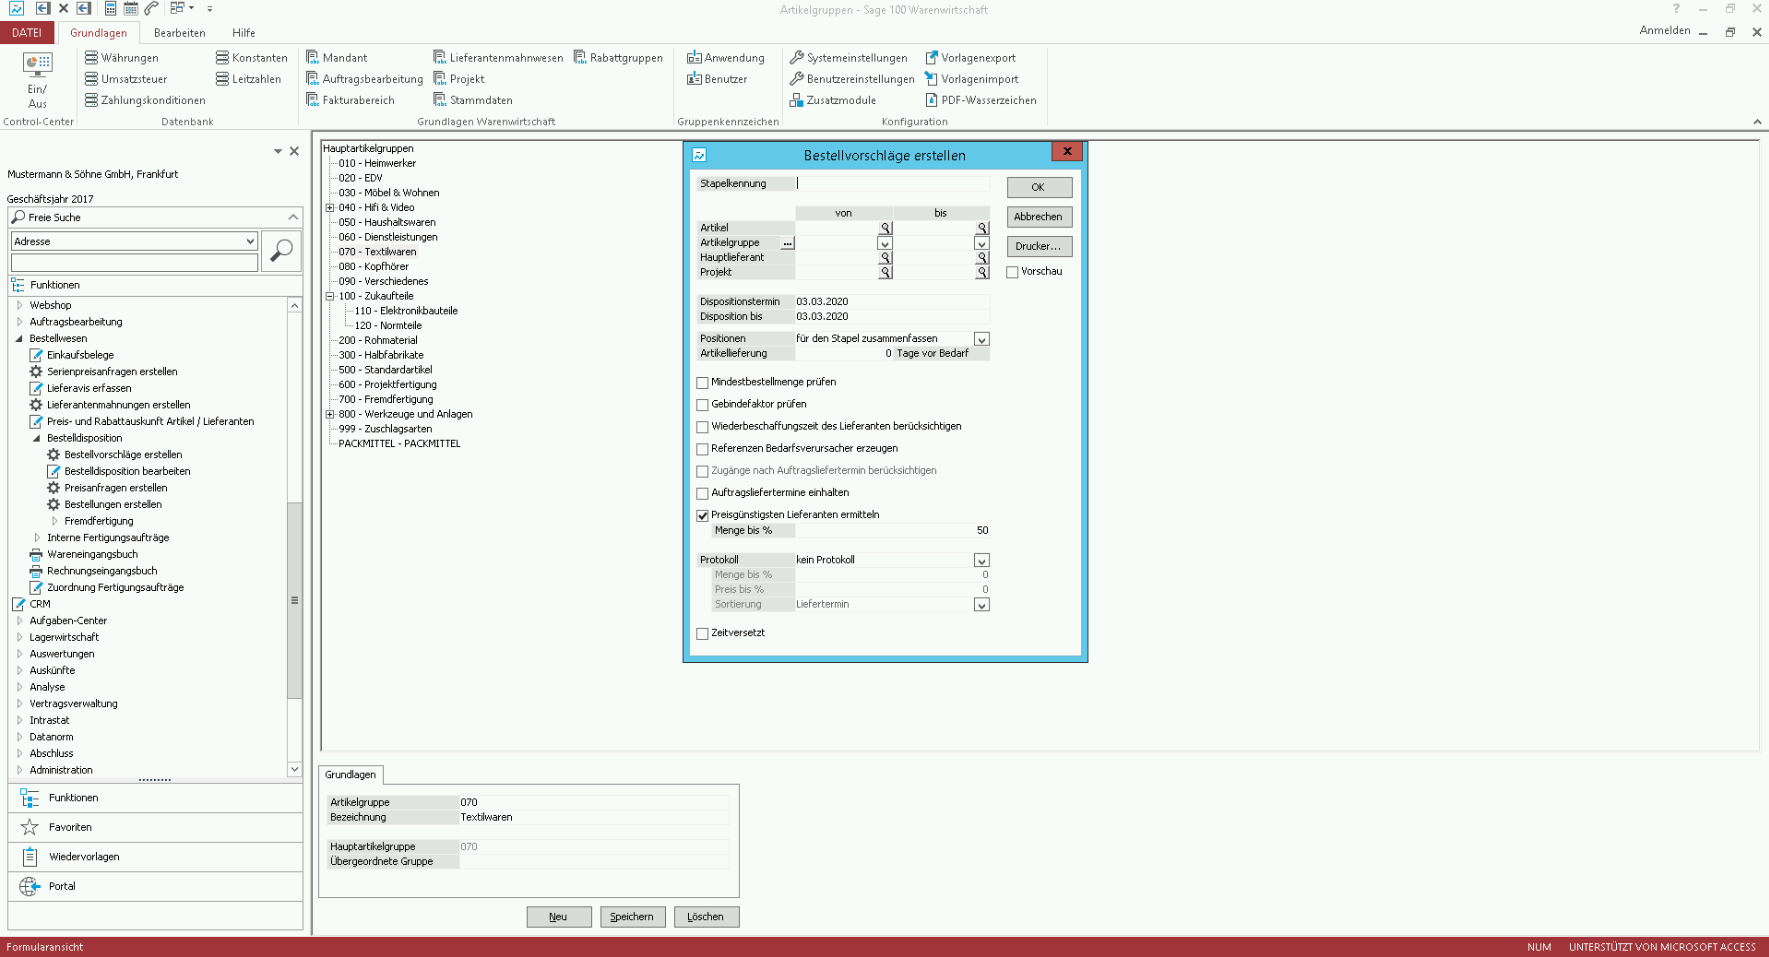 Artikelgruppen - Sage 100 Warenwirtschaft
DATEI Grundlagen Bearbeiten Hilfe Anmelden
Ein/
Aus
Control-Center
Währungen
Umsatzsteuer
Zahlungskonditionen
Konstanten
Leitzahlen
Datenbank
Mandant
Auftragsbearbeitung
Fakturabereich
Lieferantenmahnwesen
Projekt
Stammdaten
Rabattgruppen
Grundlagen Warenwirtschaft
Anwendung
Benutzer
Gruppenkennzeichen
Systemeinstellungen
Benutzereinstellungen
Zusatzmodule
Vorlagenexport
Vorlagenimport
PDF-Wasserzeichen
Konfiguration
Mustermann & Söhne GmbH, Frankfurt
Geschäftsjahr 2017
Freie Suche
Adresse
Funktionen
Webshop
Auftragsbearbeitung
Bestellwesen
Einkaufsbelege
Serienpreisanfragen erstellen
Lieferavis erfassen
Lieferantenmahnungen erstellen
Preis- und Rabattauskunft Artikel / Lieferanten
Bestelldisposition
Bestellvorschläge erstellen
Bestelldisposition bearbeiten
Preisanfragen erstellen
Bestellungen erstellen
Fremdfertigung
Interne Fertigungsaufträge
Wareneingangsbuch
Rechnungseingangsbuch
Zuordnung Fertigungsaufträge
CRM
Aufgaben-Center
Lagerwirtschaft
Auswertungen
Auskünfte
Analyse
Vertragsverwaltung
Intrastat
Datanorm
Abschluss
Administration
Funktionen
Favoriten
Wiedervorlagen
Portal
Hauptartikelgruppen
010 - Heimwerker
020 - EDV
030 - Möbel & Wohnen
040 - Hifi & Video
050 - Haushaltswaren
060 - Dienstleistungen
070 - Textilwaren
080 - Kopfhörer
090 - Verschiedenes
100 - Zukaufteile
110 - Elektronikbauteile
120 - Normteile
200 - Rohmaterial
300 - Halbfabrikate
500 - Standardartikel
600 - Projektfertigung
700 - Fremdfertigung
800 - Werkzeuge und Anlagen
999 - Zuschlagsarten
PACKMITTEL - PACKMITTEL
Bestellvorschläge erstellen
Stapelkennung
von bis
Artikel
Artikelgruppe ...
Hauptlieferant
Projekt
OK
Abbrechen
Drucker...
Vorschau
Dispositionstermin 03.03.2020
Disposition bis 03.03.2020
Positionen für den Stapel zusammenfassen
Artikellieferung 0 Tage vor Bedarf
Mindestbestellmenge prüfen
Gebindefaktor prüfen
Wiederbeschaffungszeit des Lieferanten berücksichtigen
Referenzen Bedarfsverursacher erzeugen
Zugänge nach Auftragsliefertermin berücksichtigen
Auftragsliefertermine einhalten
Preisgünstigsten Lieferanten ermitteln
Menge bis % 50
Protokoll kein Protokoll
Menge bis % 0
Preis bis % 0
Sortierung Liefertermin
Zeitversetzt
Grundlagen
Artikelgruppe 070
Bezeichnung Textilwaren
Hauptartikelgruppe 070
Übergeordnete Gruppe
Neu Speichern Löschen
Formularansicht NUM UNTERSTÜTZT VON MICROSOFT ACCESS